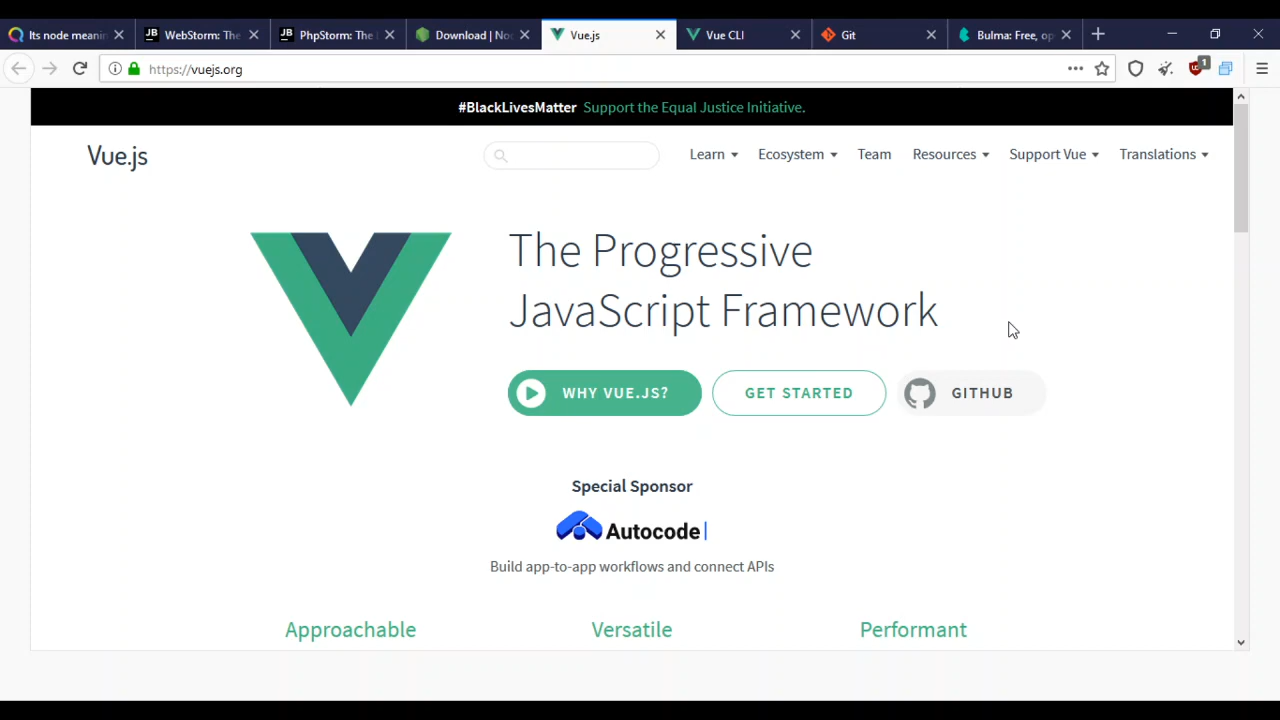 Its node meanin
WebStorm: The
PhpStorm: The
Download | No
Vue.js
Vue CLI
Git
Bulma: Free, op
https://vuejs.org
1
#BlackLivesMatter Support the Equal Justice Initiative.
Vue.js
Learn
Ecosystem
Team
Resources
Support Vue
Translations
The Progressive
JavaScript Framework
WHY VUE.JS?
GET STARTED
GITHUB
Special Sponsor
Autocode
Build app-to-app workflows and connect APIs
Approachable
Versatile
Performant